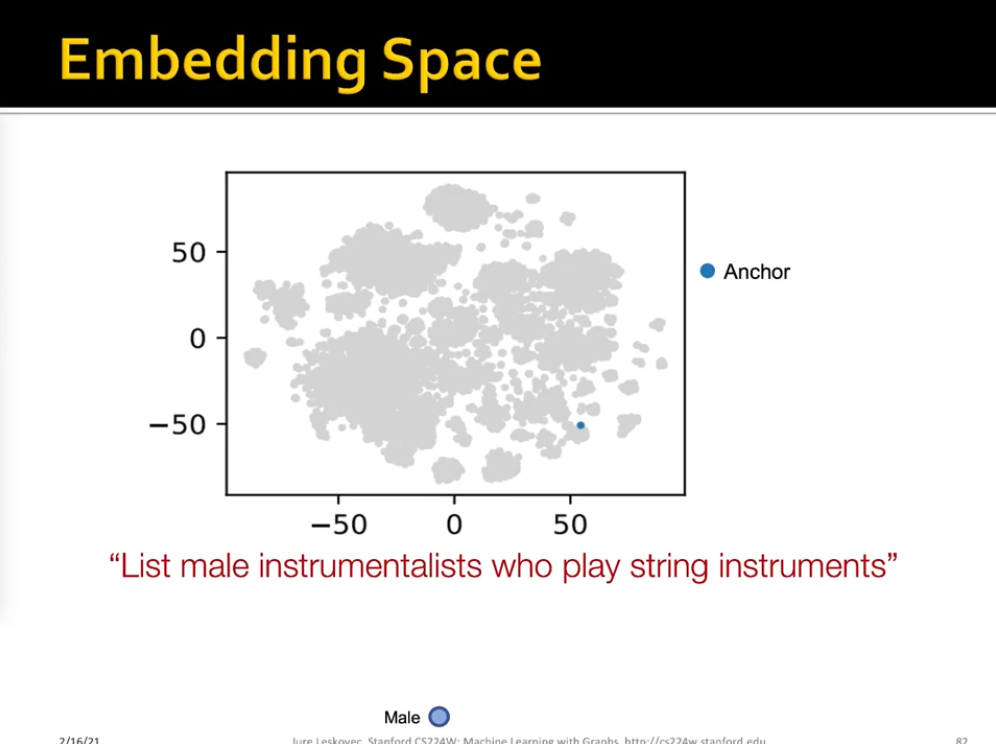 Embedding Space
50
0
−50
−50 0 50
Anchor
“List male instrumentalists who play string instruments”
Male
2/16/21 Jure Leskovec, Stanford CS224W: Machine Learning with Graphs, http://cs224w.stanford.edu 82